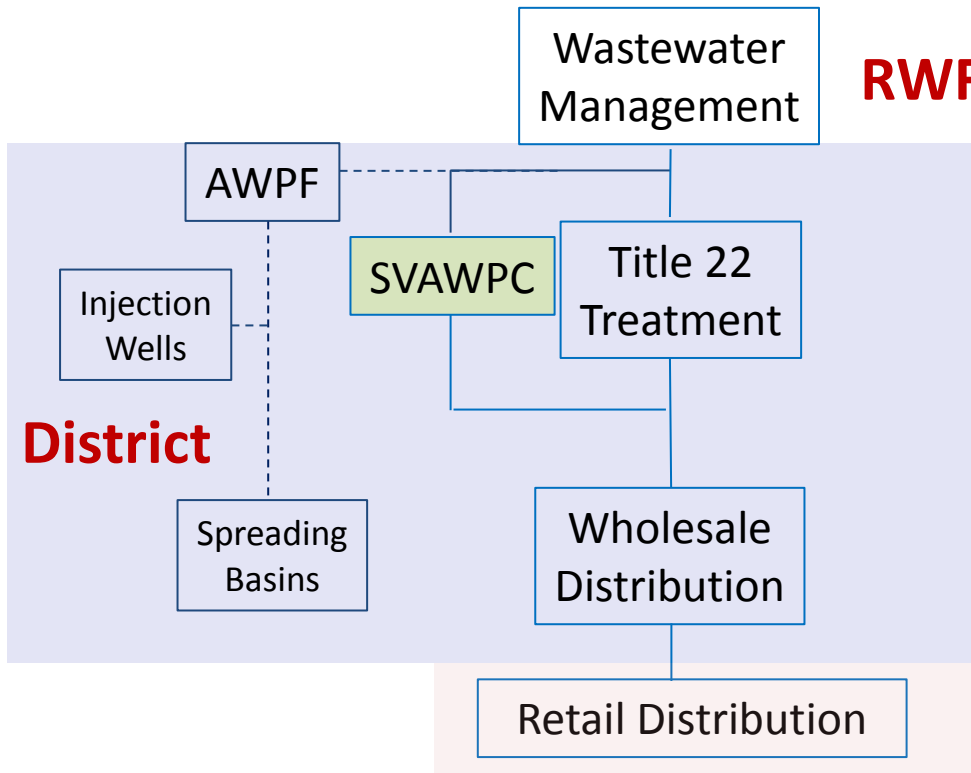 Wastewater
Management
RWF
AWPF
SVAWPC
Title 22
Treatment
Injection
Wells
District
Spreading
Basins
Wholesale
Distribution
Retail Distribution